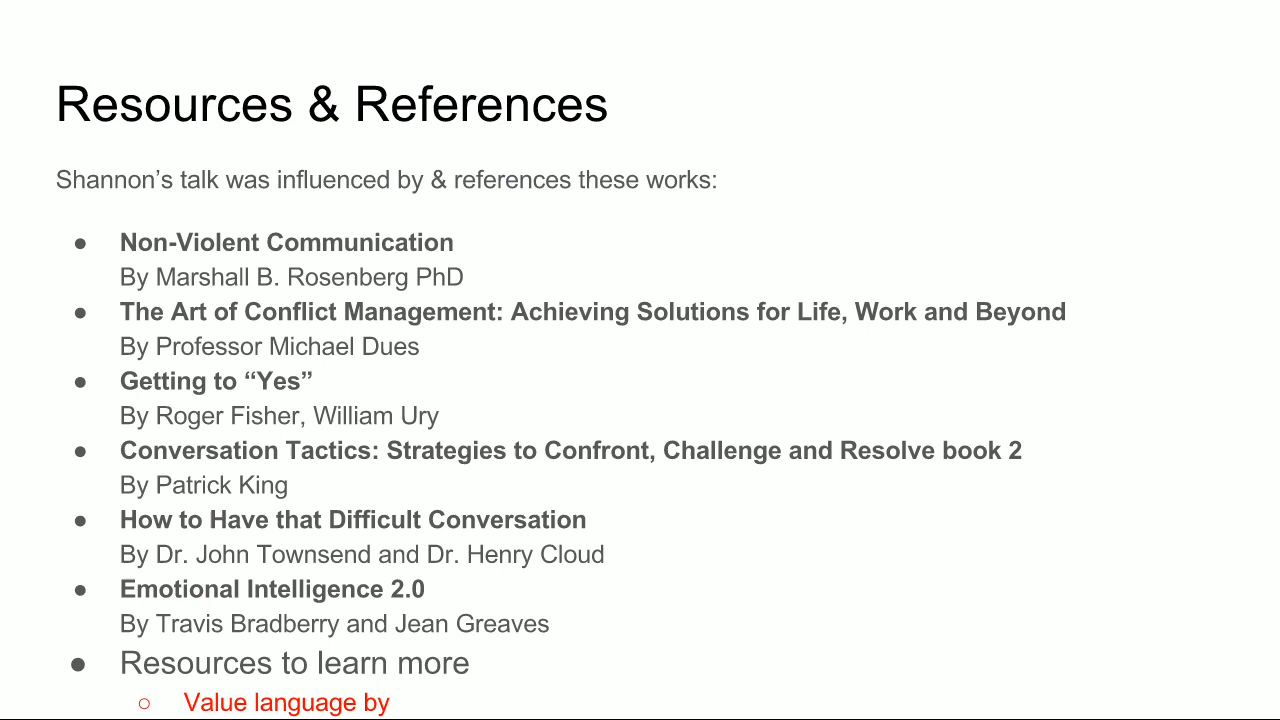 Resources & References
Shannon’s talk was influenced by & references these works:
● Non-Violent Communication
By Marshall B. Rosenberg PhD
● The Art of Conflict Management: Achieving Solutions for Life, Work and Beyond
By Professor Michael Dues
● Getting to “Yes”
By Roger Fisher, William Ury
● Conversation Tactics: Strategies to Confront, Challenge and Resolve book 2
By Patrick King
● How to Have that Difficult Conversation
By Dr. John Townsend and Dr. Henry Cloud
● Emotional Intelligence 2.0
By Travis Bradberry and Jean Greaves
● Resources to learn more
○ Value language by